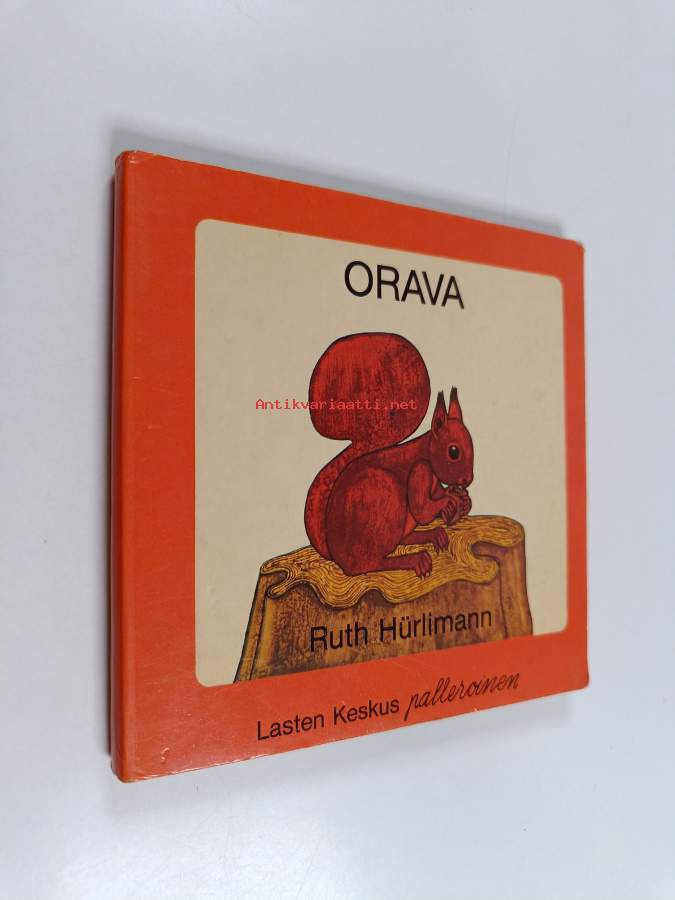 ORAVA
Antikvariaatti.net
Ruth Hürlimann
Lasten Keskus palleroinen